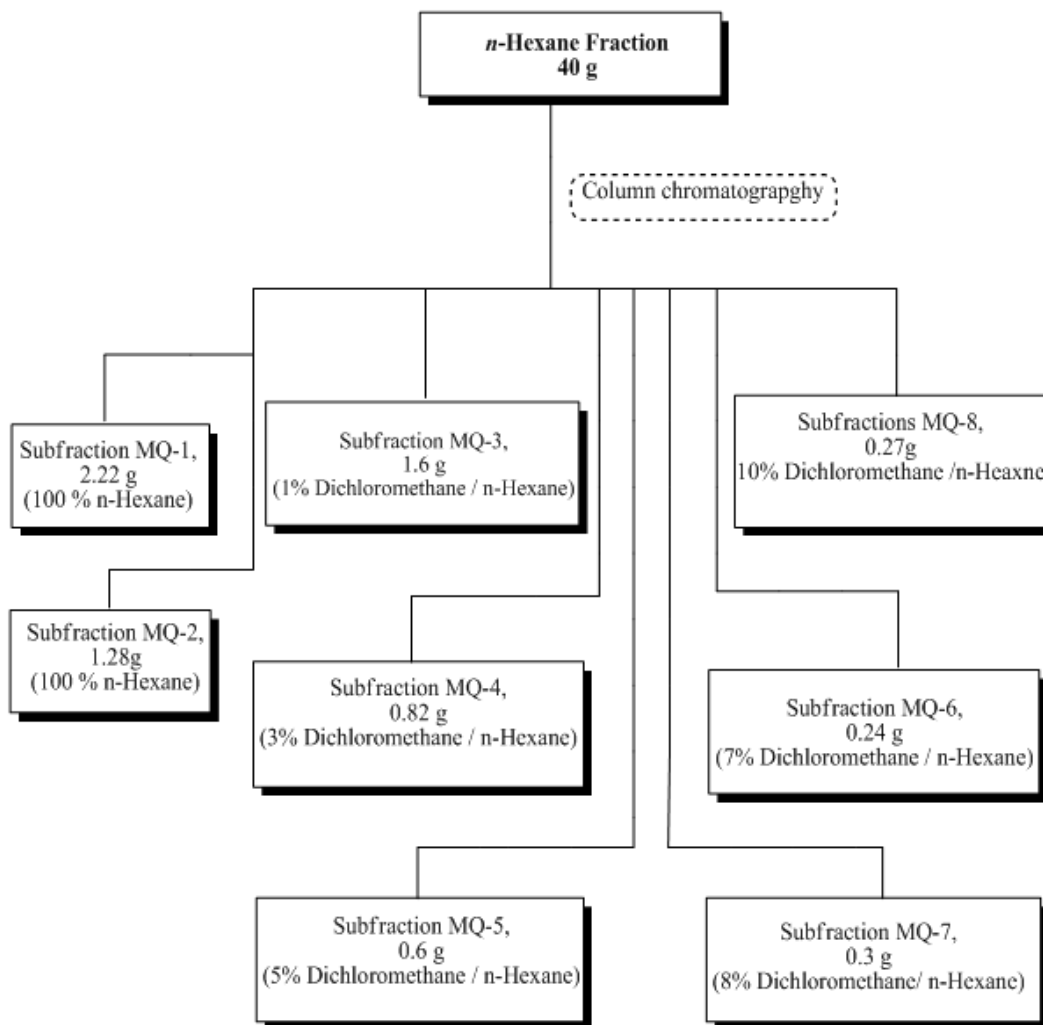 n-Hexane Fraction
40 g
Column chromatograpghy
Subfraction MQ-1,
2.22 g
(100 % n-Hexane)
Subfraction MQ-2,
1.28g
(100 % n-Hexane)
Subfraction MQ-3,
1.6 g
(1% Dichloromethane / n-Hexane)
Subfraction MQ-4,
0.82 g
(3% Dichloromethane / n-Hexane)
Subfraction MQ-5,
0.6 g
(5% Dichloromethane / n-Hexane)
Subfractions MQ-8,
0.27g
10% Dichloromethane /n-Heaxne
Subfraction MQ-6,
0.24 g
(7% Dichloromethane / n-Hexane)
Subfraction MQ-7,
0.3 g
(8% Dichloromethane/ n-Hexane)